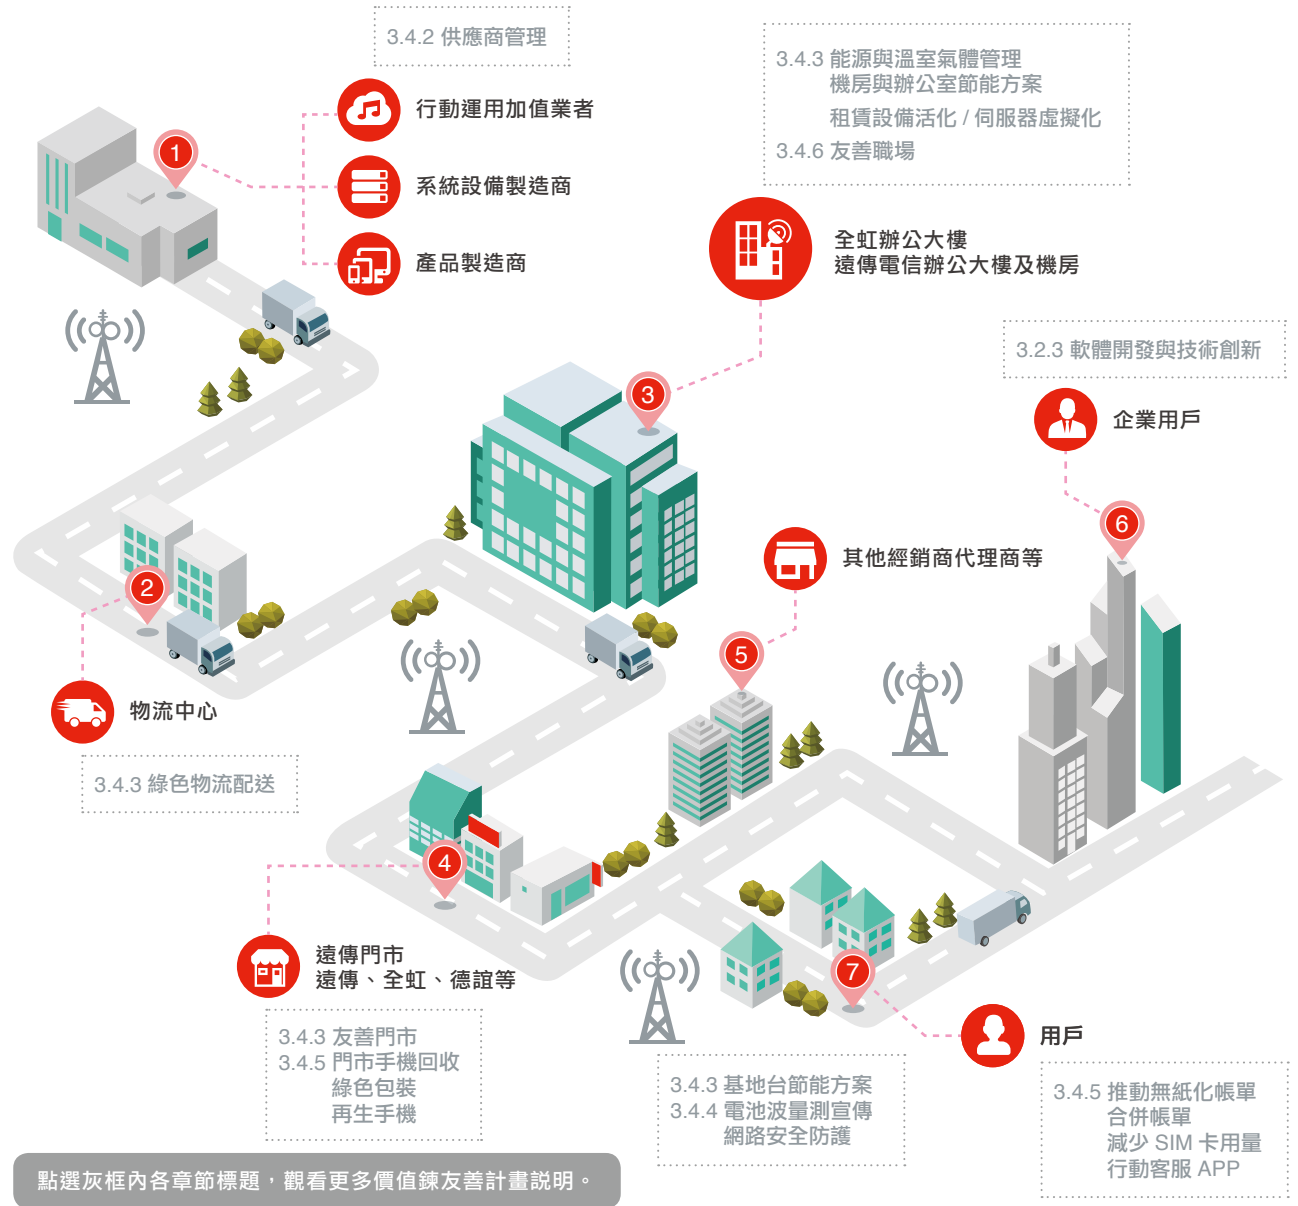 3.4.2 供應商管理
行動運用加值業者
系統設備製造商
產品製造商
1
3.4.3 能源與溫室氣體管理
機房與辦公室節能方案
租賃設備活化 / 伺服器虛擬化
3.4.6 友善職場
全虹辦公大樓
遠傳電信辦公大樓及機房
3
3.2.3 軟體開發與技術創新
企業用戶
6
其他經銷商代理商等
5
2
物流中心
3.4.3 綠色物流配送
4
遠傳門市
遠傳、全虹、德誼等
3.4.3 友善門市
3.4.5 門市手機回收
綠色包裝
再生手機
3.4.3 基地台節能方案
3.4.4 電池波量測宣傳
網路安全防護
7
用戶
3.4.5 推動無紙化帳單
合併帳單
減少 SIM 卡用量
行動客服 APP
點選灰框內各章節標題，觀看更多價值鍊友善計畫說明。